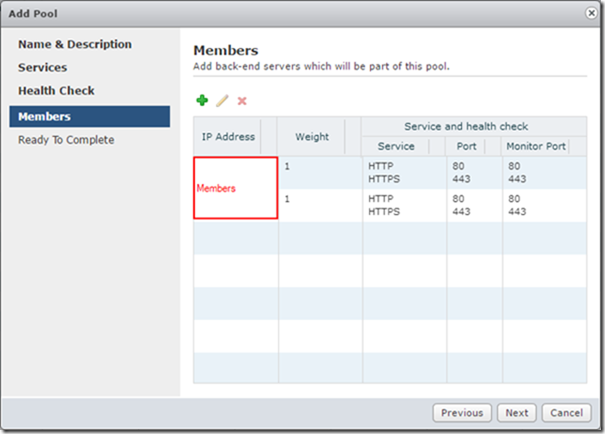 Add Pool
Name & Description
Services
Health Check
Members
Ready To Complete
Members
Add back-end servers which will be part of this pool.
IP Address
Weight
Service and health check
Service
Port
Monitor Port
Members
1
HTTP
80
80
HTTPS
443
443
1
HTTP
80
80
HTTPS
443
443
Previous
Next
Cancel